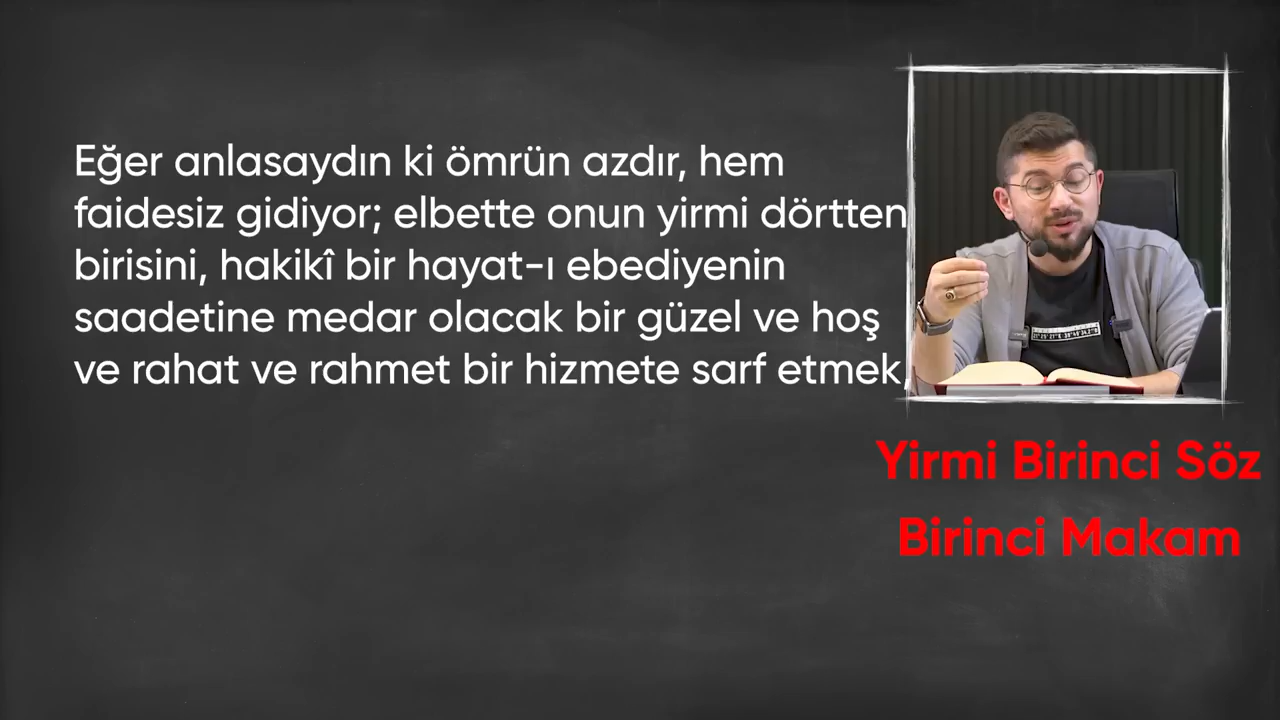 Eğer anlasaydın ki ömrün azdır, hem
faidesiz gidiyor; elbette onun yirmi dörtten
birisini, hakikî bir hayat-ı ebediyenin
saadetine medar olacak bir güzel ve hoş
ve rahat ve rahmet bir hizmete sarf etmek,
Yirmi Birinci Söz
Birinci Makam